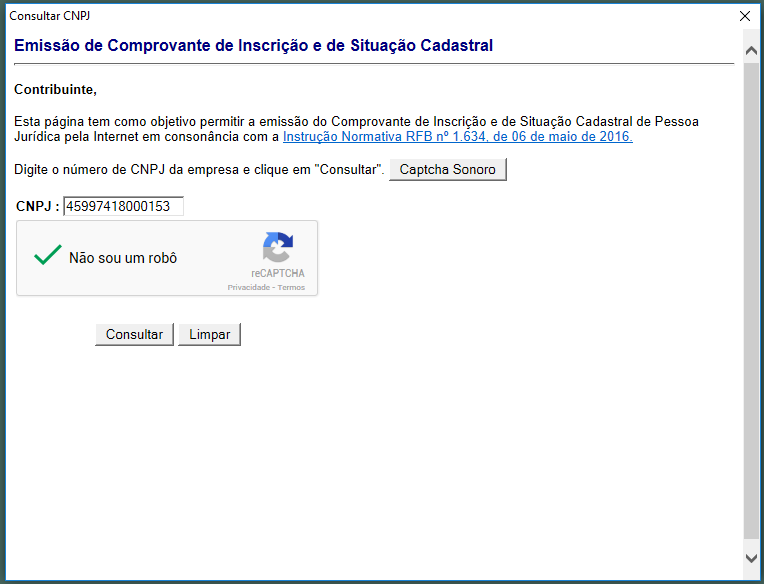 Consultar CNPJ
Emissão de Comprovante de Inscrição e de Situação Cadastral
Contribuinte,
Esta página tem como objetivo permitir a emissão do Comprovante de Inscrição e de Situação Cadastral de Pessoa
Jurídica pela Internet em consonância com a Instrução Normativa RFB nº 1.634, de 06 de maio de 2016.
Digite o número de CNPJ da empresa e clique em "Consultar". Captcha Sonoro
CNPJ : 45997418000153
Não sou um robô
reCAPTCHA
Privacidade - Termos
Consultar Limpar